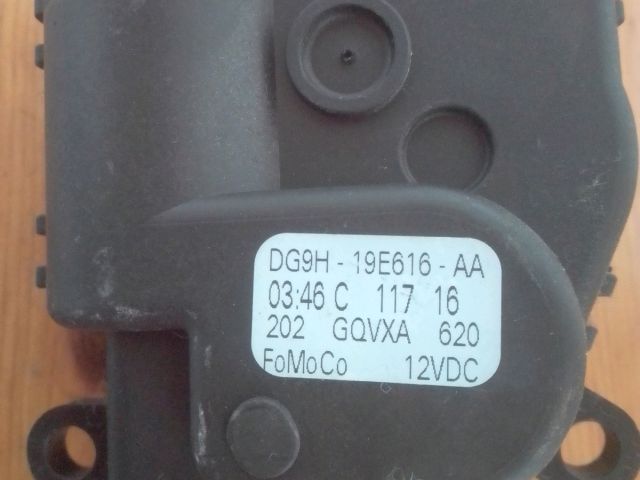 DG9H - 19E616 - AA
03:46 C 117 16
202 GQVXA 620
FoMoCo 12VDC